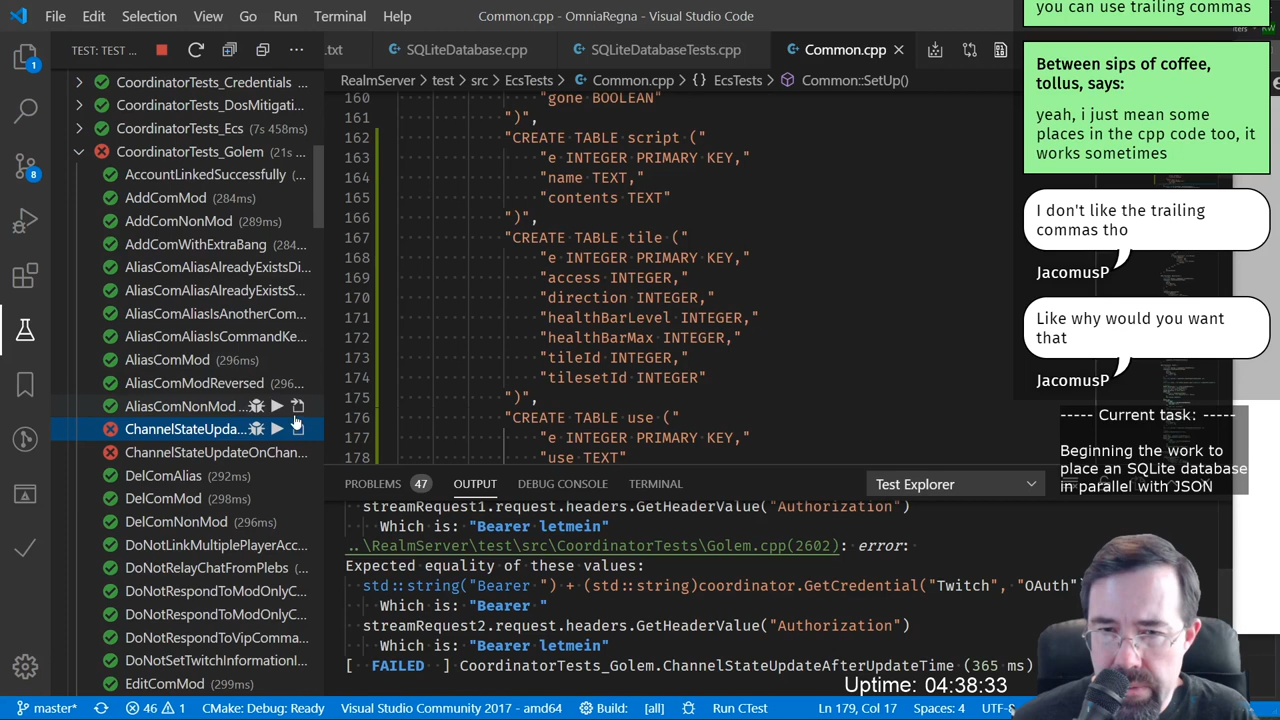 File Edit Selection View Go Run Terminal Help
Common.cpp - OmniaRegna - Visual Studio Code
you can use trailing commas
TEST: TEST ...
.txt
SQLiteDatabase.cpp
SQLiteDatabaseTests.cpp
Common.cpp
RealmServer > test > src > EcsTests > Common.cpp > {} EcsTests > Common::SetUp()
CoordinatorTests_Credentials
CoordinatorTests_DosMitigati...
CoordinatorTests_Ecs (7s 458ms)
CoordinatorTests_Golem (21s
AccountLinkedSuccessfully (...
AddComMod (284ms)
AddComNonMod (289ms)
AddComWithExtraBang (284...
AliasComAliasAlreadyExistsDi...
AliasComAliasAlreadyExistsS...
AliasComAliasIsAnotherCom...
AliasComAliasIsCommandKe...
AliasComMod (296ms)
AliasComModReversed (296...
AliasComNonMod ...
ChannelStateUpda...
ChannelStateUpdateOnChan...
DelComAlias (292ms)
DelComMod (298ms)
DelComNonMod (296ms)
DoNotLinkMultiplePlayerAcc...
DoNotRelayChatFromPlebs (...
DoNotRespondToModOnlyC...
DoNotRespondToModOnlyC...
DoNotRespondToVipComma...
DoNotSetTwitchInformationI...
EditComMod (299ms)
160 "gone BOOLEAN"
161 ")",
162 "CREATE TABLE script ("
163 "e INTEGER PRIMARY KEY,"
164 "name TEXT,"
165 "contents TEXT"
166 ")",
167 "CREATE TABLE tile ("
168 "e INTEGER PRIMARY KEY,"
169 "access INTEGER,"
170 "direction INTEGER,"
171 "healthBarLevel INTEGER,"
172 "healthBarMax INTEGER,"
173 "tileId INTEGER,"
174 "tilesetId INTEGER"
175 ")",
176 "CREATE TABLE use ("
177 "e INTEGER PRIMARY KEY,"
178 "use TEXT"
Between sips of coffee,
tollus, says:
yeah, i just mean some
places in the cpp code too, it
works sometimes
I don't like the trailing
commas tho
JacomusP
Like why would you want
that
JacomusP
----- Current task: -----
Beginning the work to
place an SQLite database
in parallel with JSON
PROBLEMS 47 OUTPUT DEBUG CONSOLE TERMINAL
Test Explorer
streamRequest1.request.headers.GetHeaderValue("Authorization")
Which is: "Bearer letmein"
..\RealmServer\test\src\CoordinatorTests\Golem.cpp(2602): error:
Expected equality of these values:
std::string("Bearer ") + (std::string)coordinator.GetCredential("Twitch", "OAuth")
Which is: "Bearer "
streamRequest2.request.headers.GetHeaderValue("Authorization")
Which is: "Bearer letmein"
[ FAILED ] CoordinatorTests_Golem.ChannelStateUpdateAfterUpdateTime (365 ms)
Uptime: 04:38:33
1
8
master* 46 1 CMake: Debug: Ready Visual Studio Community 2017 - amd64 Build: [all] Run CTest Ln 179, Col 17 Spaces: 4